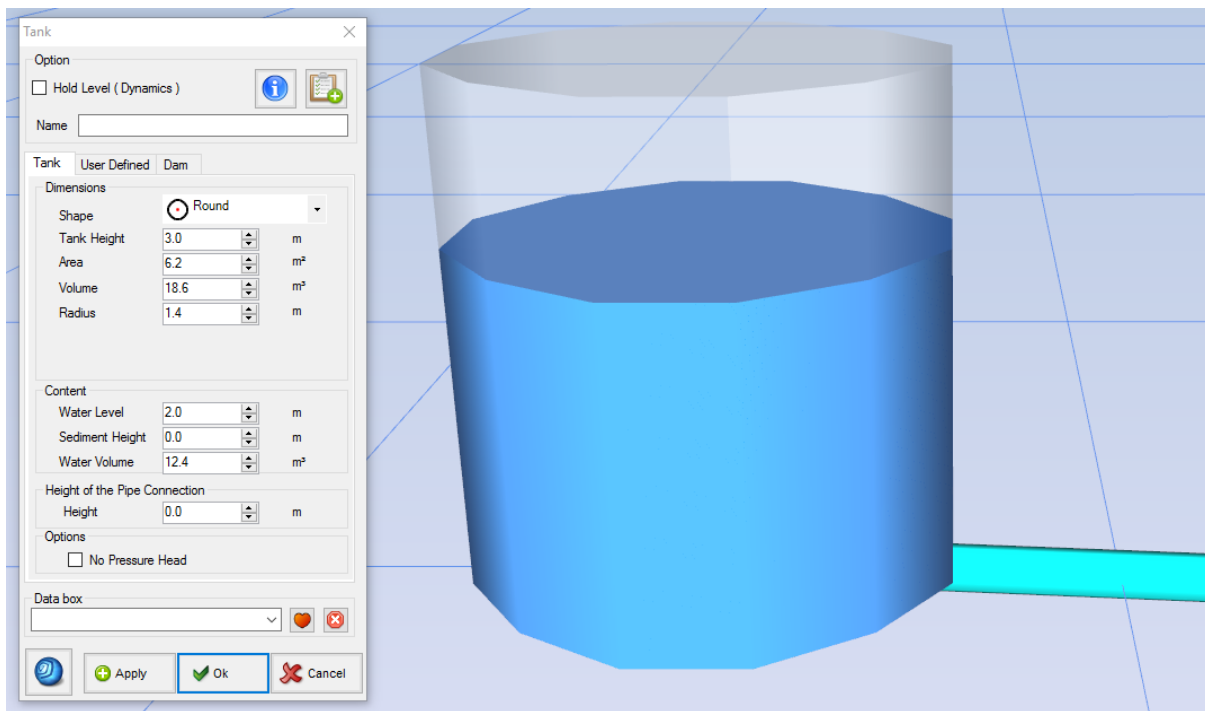 Tank
Option
Hold Level ( Dynamics )
Name
Tank User Defined Dam
Dimensions
Shape Round
Tank Height 3.0 m
Area 6.2 m²
Volume 18.6 m³
Radius 1.4 m
Content
Water Level 2.0 m
Sediment Height 0.0 m
Water Volume 12.4 m³
Height of the Pipe Connection
Height 0.0 m
Options
No Pressure Head
Data box
Apply Ok Cancel